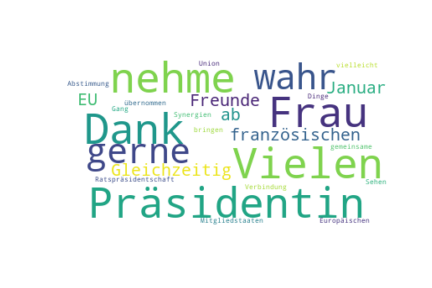 Union
vielleicht
nehme wahr
Abstimmung
Januar
Dinge
EU
übernommen
Freunde
Frau
Gang
Synergien
ab
Dank
bringen
französischen
gerne
gemeinsame
Vielen
Gleichzeitig
Ratspräsidentschaft
Sehen
Verbindung
Präsidentin
Mitgliedstaaten
Europäischen